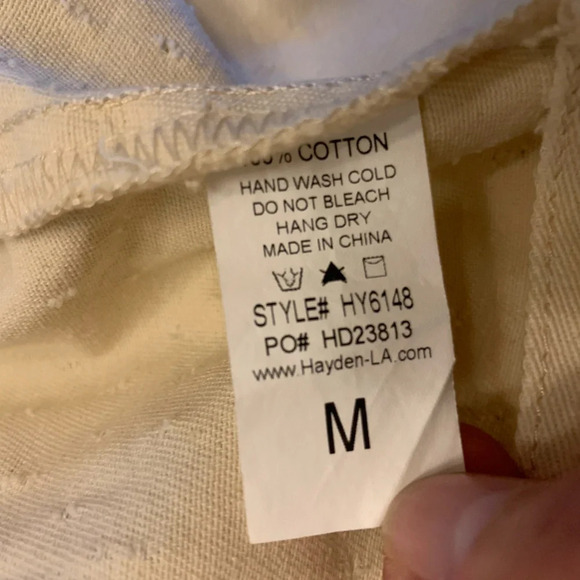 COTTON
HAND WASH COLD
DO NOT BLEACH
HANG DRY
MADE IN CHINA
STYLE# HY6148
PO# HD23813
www.Hayden-LA.com
M